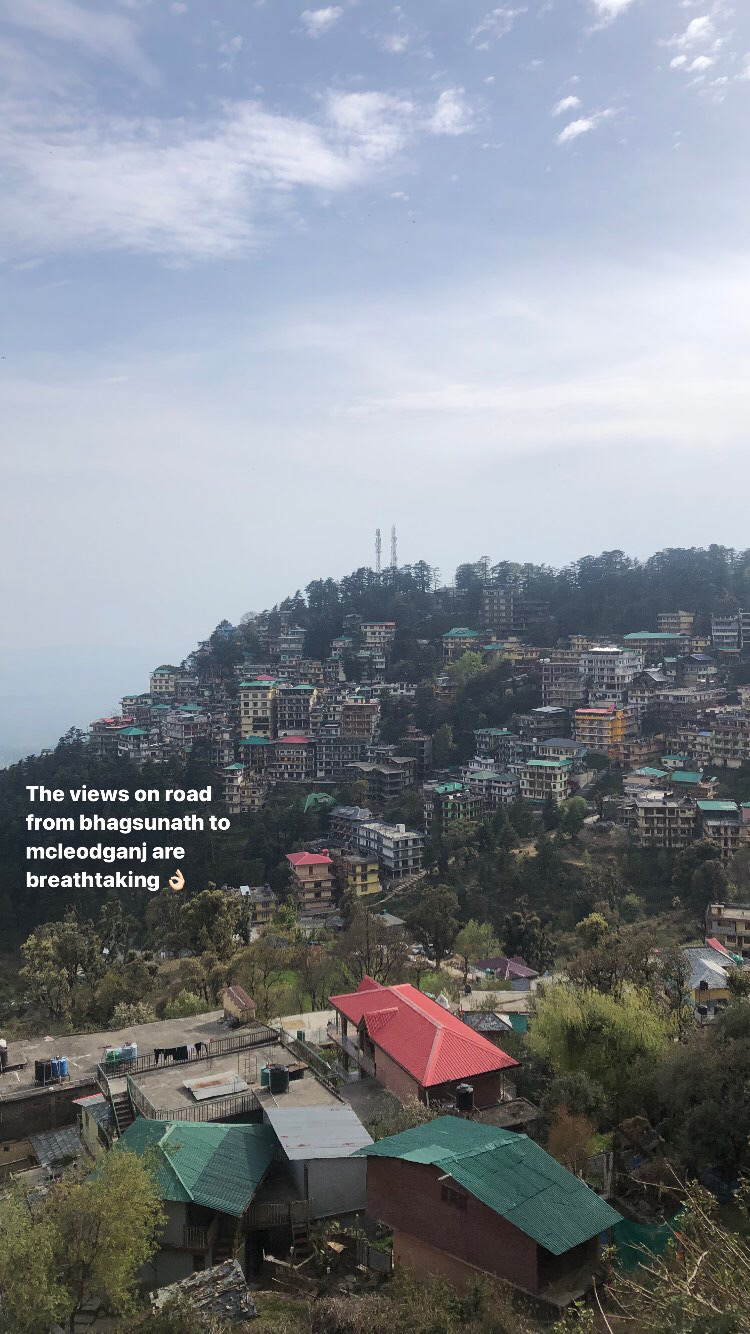 The views on road
from bhagsunath to
mcleodganj are
breathtaking 👌🏻